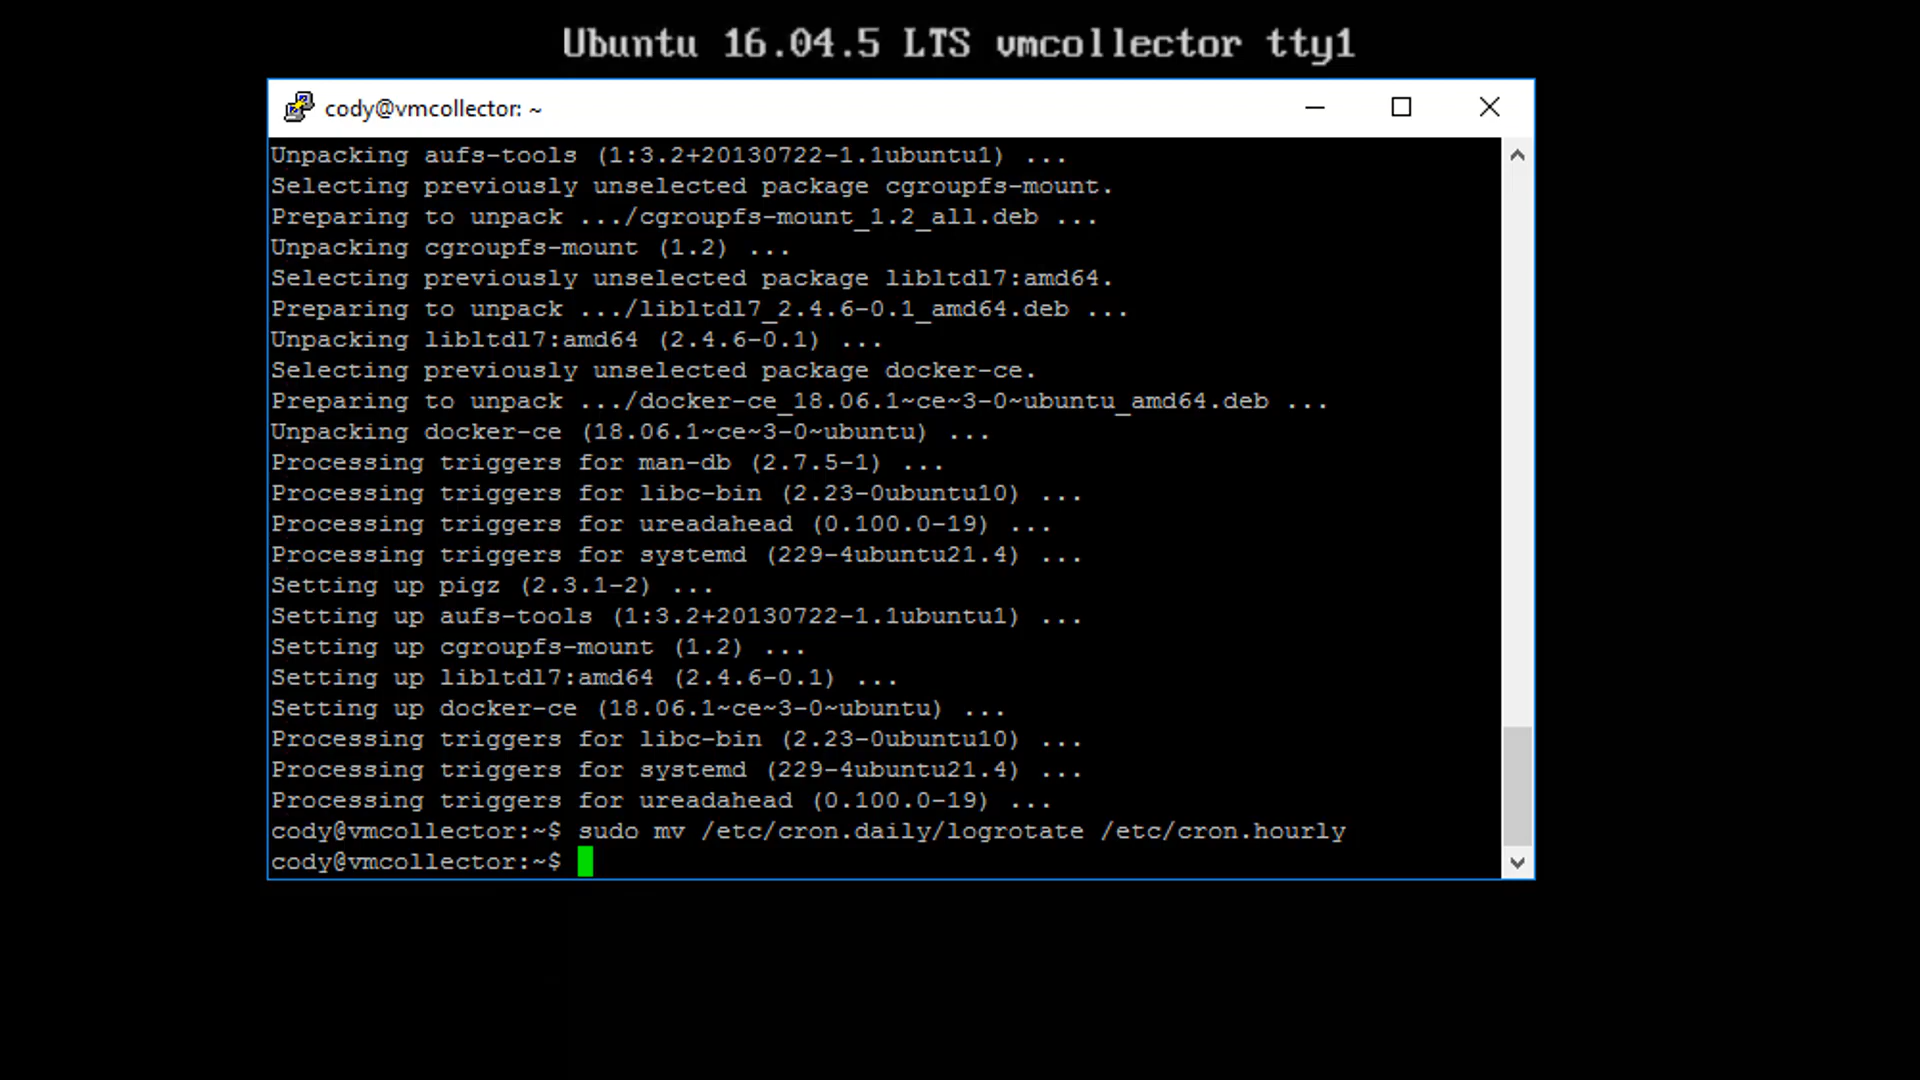 Ubuntu 16.04.5 LTS vmcollector tty1
cody@vmcollector: ~
Unpacking aufs-tools (1:3.2+20130722-1.1ubuntu1) ...
Selecting previously unselected package cgroupfs-mount.
Preparing to unpack .../cgroupfs-mount_1.2_all.deb ...
Unpacking cgroupfs-mount (1.2) ...
Selecting previously unselected package libltdl7:amd64.
Preparing to unpack .../libltdl7_2.4.6-0.1_amd64.deb ...
Unpacking libltdl7:amd64 (2.4.6-0.1) ...
Selecting previously unselected package docker-ce.
Preparing to unpack .../docker-ce_18.06.1~ce~3-0~ubuntu_amd64.deb ...
Unpacking docker-ce (18.06.1~ce~3-0~ubuntu) ...
Processing triggers for man-db (2.7.5-1) ...
Processing triggers for libc-bin (2.23-0ubuntu10) ...
Processing triggers for ureadahead (0.100.0-19) ...
Processing triggers for systemd (229-4ubuntu21.4) ...
Setting up pigz (2.3.1-2) ...
Setting up aufs-tools (1:3.2+20130722-1.1ubuntu1) ...
Setting up cgroupfs-mount (1.2) ...
Setting up libltdl7:amd64 (2.4.6-0.1) ...
Setting up docker-ce (18.06.1~ce~3-0~ubuntu) ...
Processing triggers for libc-bin (2.23-0ubuntu10) ...
Processing triggers for systemd (229-4ubuntu21.4) ...
Processing triggers for ureadahead (0.100.0-19) ...
cody@vmcollector:~$ sudo mv /etc/cron.daily/logrotate /etc/cron.hourly
cody@vmcollector:~$